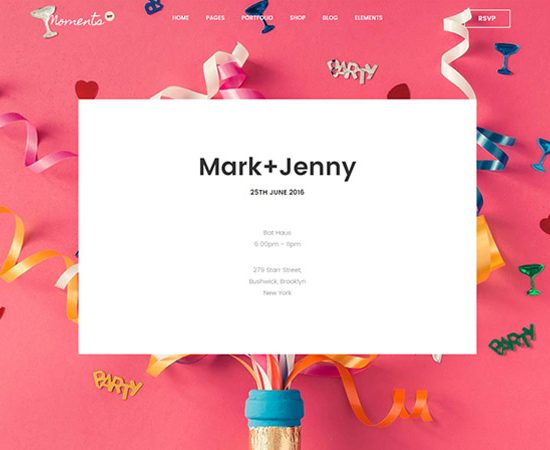 Moments
HOME PAGES PORTFOLIO SHOP BLOG ELEMENTS
RSVP
PARTY
Mark+Jenny
25TH JUNE 2016
Bat Haus
6:00pm – 11pm
279 Starr Street,
Bushwick, Brooklyn
New York
PARTY
PARTY